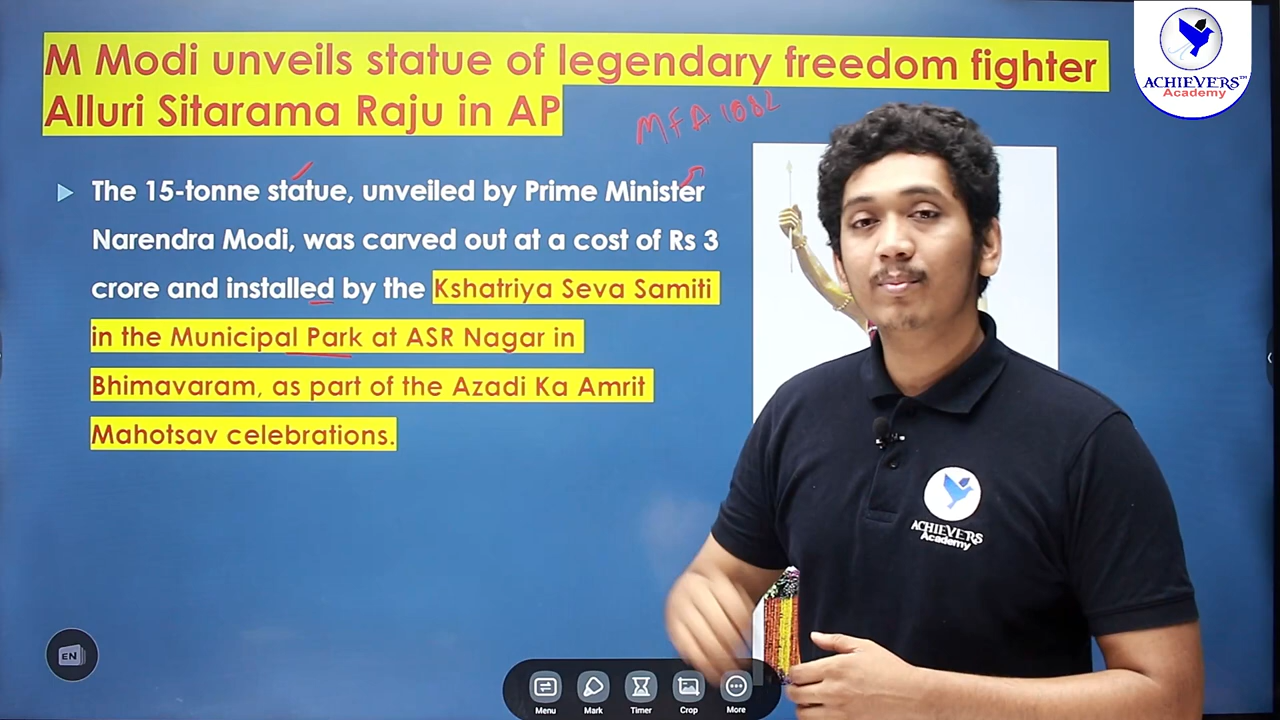 M Modi unveils statue of legendary freedom fighter
Alluri Sitarama Raju in AP
MFA 1882
The 15-tonne statue, unveiled by Prime Minister
Narendra Modi, was carved out at a cost of Rs 3
crore and installed by the Kshatriya Seva Samiti
in the Municipal Park at ASR Nagar in
Bhimavaram, as part of the Azadi Ka Amrit
Mahotsav celebrations.
ACHIEVERS™
Academy
ACHIEVERS
Academy
EN
Menu
Mark
Timer
Crop
More